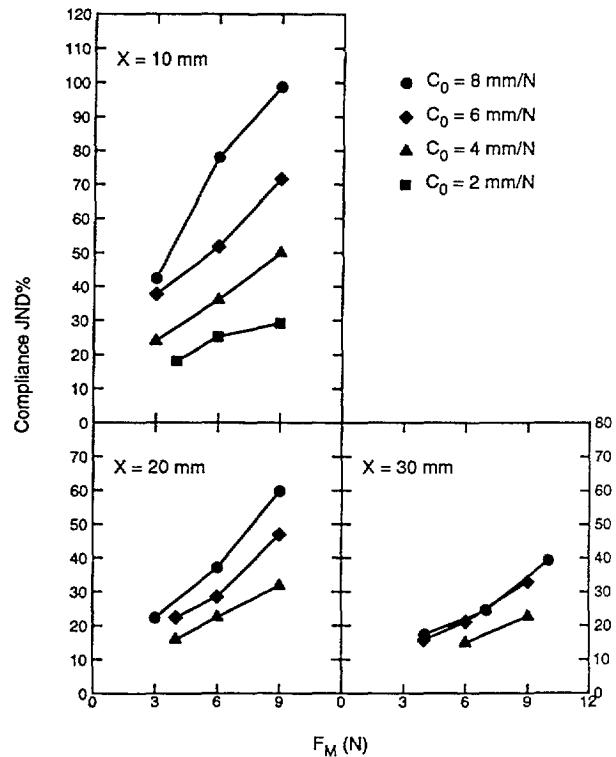 120
110
X = 10 mm
100
90
80
70
60
50
40
30
20
10
0
C₀ = 8 mm/N
C₀ = 6 mm/N
C₀ = 4 mm/N
C₀ = 2 mm/N
Compliance JND%
X = 20 mm
60
50
40
30
20
10
0
0 3 6 9
X = 30 mm
80
70
60
50
40
30
20
10
0
0 3 6 9 12
F_M (N)